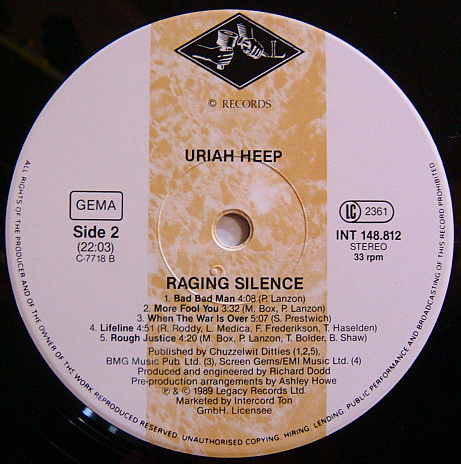 L
© RECORDS
URIAH HEEP
GEMA
Side 2
(22:03)
C-7718 B
LC 2361
INT 148.812
STEREO
33 rpm
RAGING SILENCE
1. Bad Bad Man 4:08 (P. Lanzon)
2. More Fool You 3:32 (M. Box, P. Lanzon)
3. When The War Is Over 5:07 (S. Prestwich)
4. Lifeline 4:51 (R. Roddy, L. Medica, F. Frederikson, T. Haselden)
5. Rough Justice 4:20 (M. Box, P. Lanzon, T. Bolder, B. Shaw)
Published by Chuzzelwit Ditties (1,2,5),
BMG Music Pub. Ltd. (3), Screen Gems/EMI Music Ltd. (4)
Produced and engineered by Richard Dodd
Pre-production arrangements by Ashley Howe
℗ & © 1989 Legacy Records Ltd.
Marketed by Intercord Ton
GmbH. Licensee
ALL RIGHTS OF THE PRODUCER AND OF THE OWNER OF THE WORK REPRODUCED RESERVED. UNAUTHORISED COPYING, HIRING, LENDING, PUBLIC PERFORMANCE AND BROADCASTING OF THIS RECORD PROHIBITED.